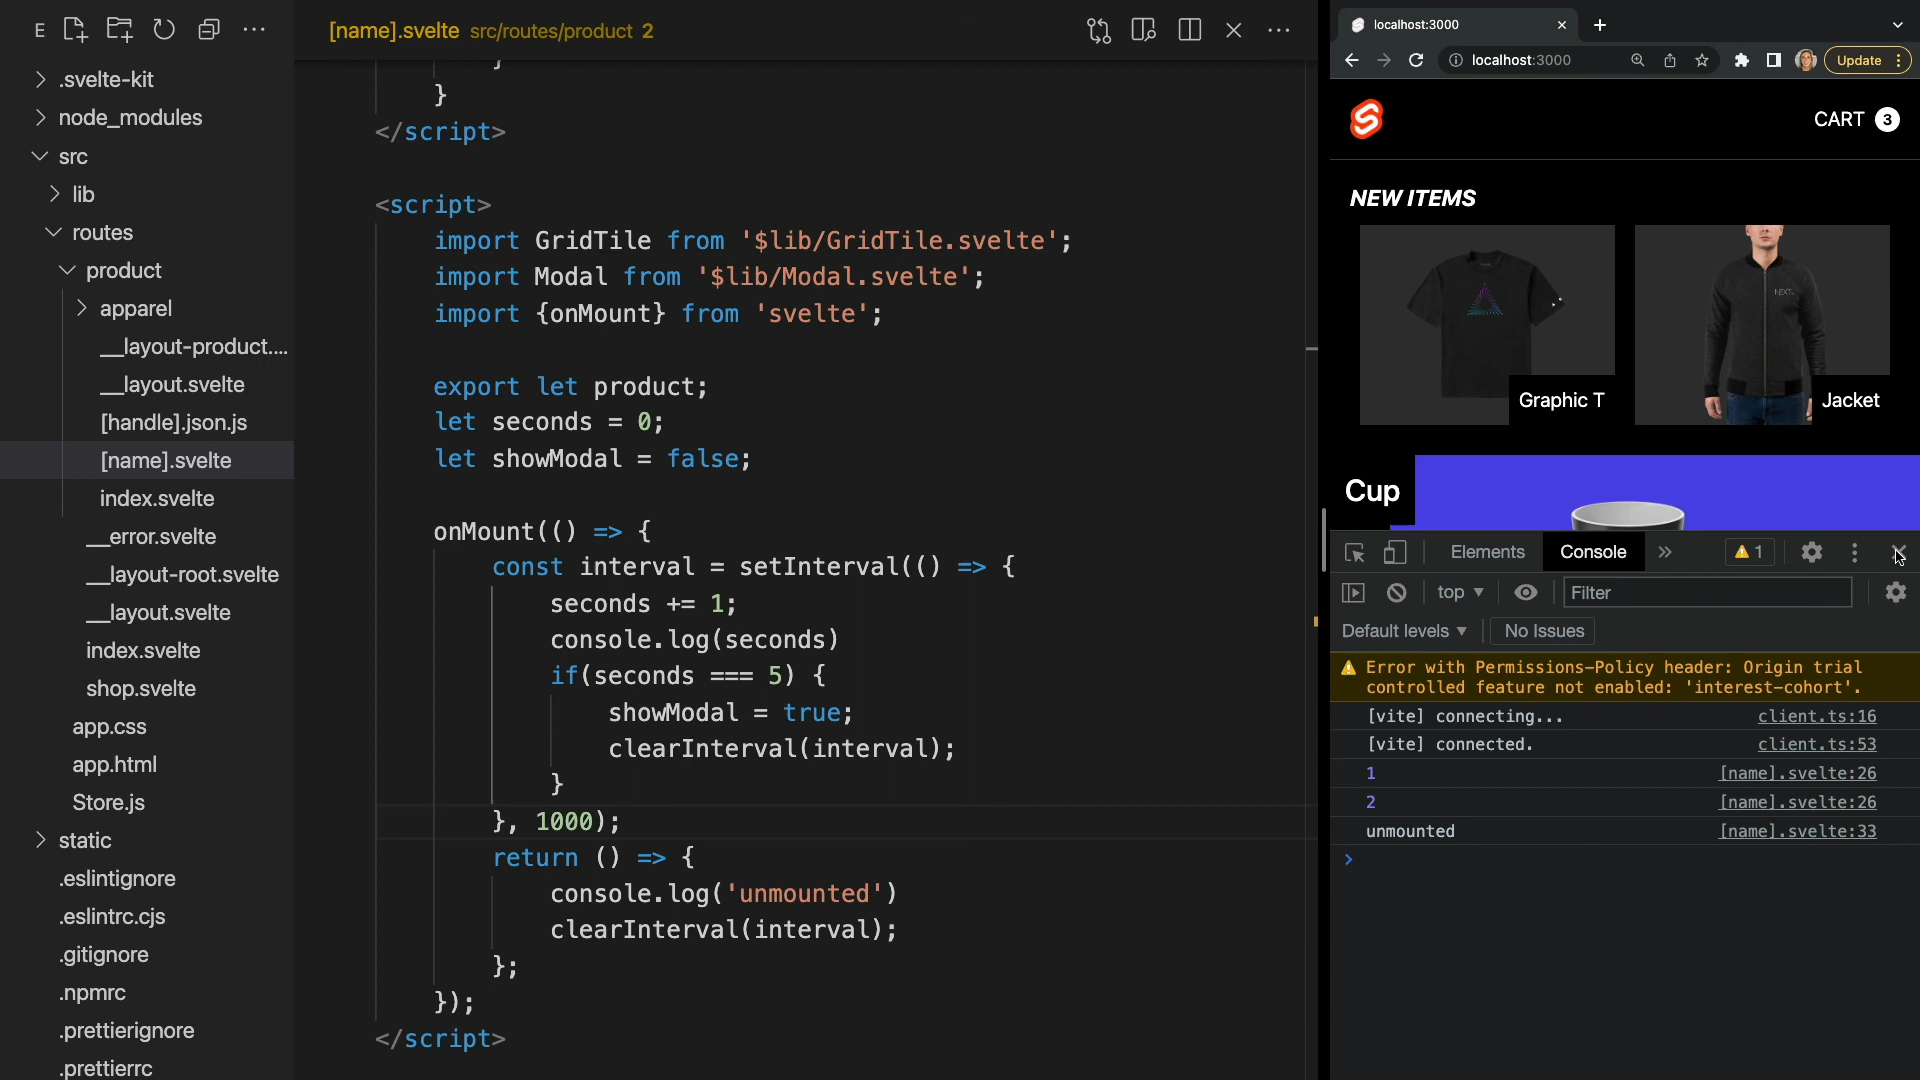 E
.svelte-kit
node_modules
src
lib
routes
product
apparel
__layout-product....
__layout.svelte
[handle].json.js
[name].svelte
index.svelte
__error.svelte
__layout-root.svelte
__layout.svelte
index.svelte
shop.svelte
app.css
app.html
Store.js
static
.eslintignore
.eslintrc.cjs
.gitignore
.npmrc
.prettierignore
.prettierrc
[name].svelte src/routes/product 2
}
</script>
<script>
import GridTile from '$lib/GridTile.svelte';
import Modal from '$lib/Modal.svelte';
import {onMount} from 'svelte';
export let product;
let seconds = 0;
let showModal = false;
onMount(() => {
const interval = setInterval(() => {
seconds += 1;
console.log(seconds)
if(seconds === 5) {
showModal = true;
clearInterval(interval);
}
}, 1000);
return () => {
console.log('unmounted')
clearInterval(interval);
};
});
</script>
localhost:3000
localhost:3000
Update
CART 3
NEW ITEMS
NEXT.
Graphic T
Jacket
Cup
Elements Console 1
top Filter
Default levels No Issues
Error with Permissions-Policy header: Origin trial
controlled feature not enabled: 'interest-cohort'.
[vite] connecting... client.ts:16
[vite] connected. client.ts:53
1 [name].svelte:26
2 [name].svelte:26
unmounted [name].svelte:33